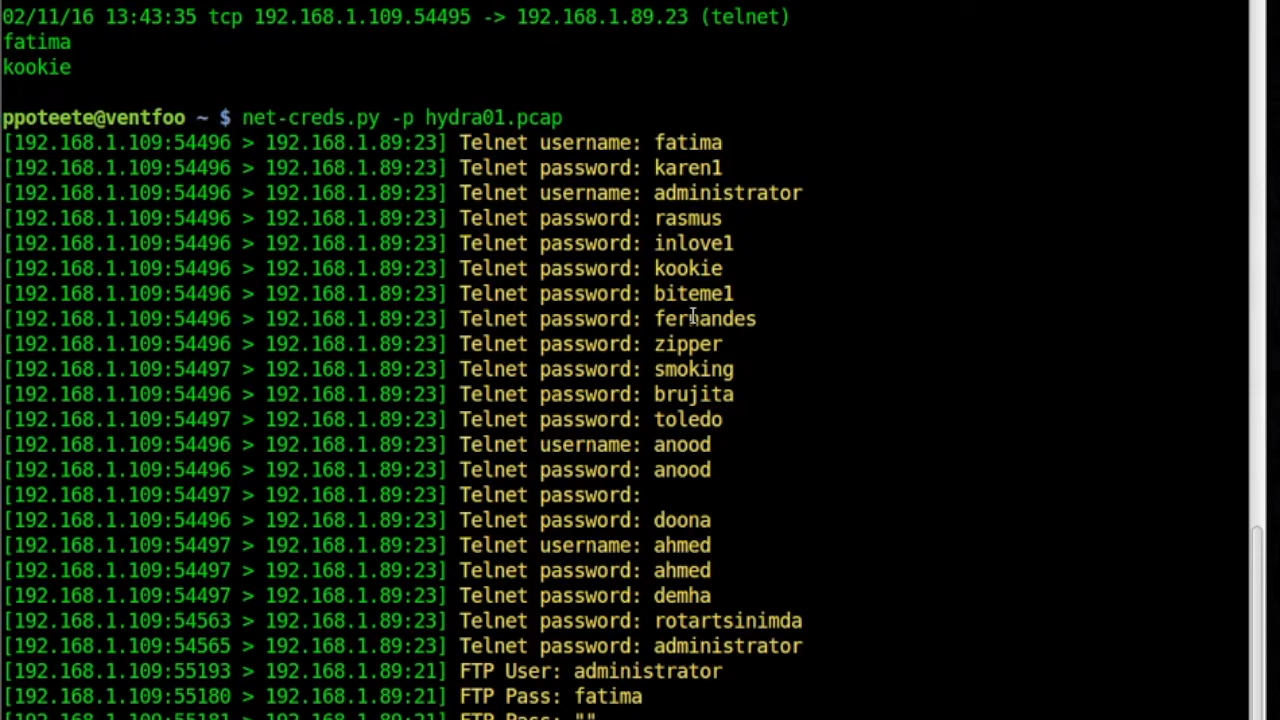 02/11/16 13:43:35 tcp 192.168.1.109.54495 -> 192.168.1.89.23 (telnet)
fatima
kookie
ppoteete@ventfoo ~ $ net-creds.py -p hydra01.pcap
[192.168.1.109:54496 > 192.168.1.89:23] Telnet username: fatima
[192.168.1.109:54496 > 192.168.1.89:23] Telnet password: karen1
[192.168.1.109:54496 > 192.168.1.89:23] Telnet username: administrator
[192.168.1.109:54496 > 192.168.1.89:23] Telnet password: rasmus
[192.168.1.109:54496 > 192.168.1.89:23] Telnet password: inlove1
[192.168.1.109:54496 > 192.168.1.89:23] Telnet password: kookie
[192.168.1.109:54496 > 192.168.1.89:23] Telnet password: biteme1
[192.168.1.109:54496 > 192.168.1.89:23] Telnet password: fernandes
[192.168.1.109:54496 > 192.168.1.89:23] Telnet password: zipper
[192.168.1.109:54497 > 192.168.1.89:23] Telnet password: smoking
[192.168.1.109:54496 > 192.168.1.89:23] Telnet password: brujita
[192.168.1.109:54497 > 192.168.1.89:23] Telnet password: toledo
[192.168.1.109:54496 > 192.168.1.89:23] Telnet username: anood
[192.168.1.109:54496 > 192.168.1.89:23] Telnet password: anood
[192.168.1.109:54497 > 192.168.1.89:23] Telnet password:
[192.168.1.109:54496 > 192.168.1.89:23] Telnet password: doona
[192.168.1.109:54497 > 192.168.1.89:23] Telnet username: ahmed
[192.168.1.109:54497 > 192.168.1.89:23] Telnet password: ahmed
[192.168.1.109:54497 > 192.168.1.89:23] Telnet password: demha
[192.168.1.109:54563 > 192.168.1.89:23] Telnet password: rotartsinimda
[192.168.1.109:54565 > 192.168.1.89:23] Telnet password: administrator
[192.168.1.109:55193 > 192.168.1.89:21] FTP User: administrator
[192.168.1.109:55180 > 192.168.1.89:21] FTP Pass: fatima
[192.168.1.109:55181 > 192.168.1.89:21] FTP Pass: ""